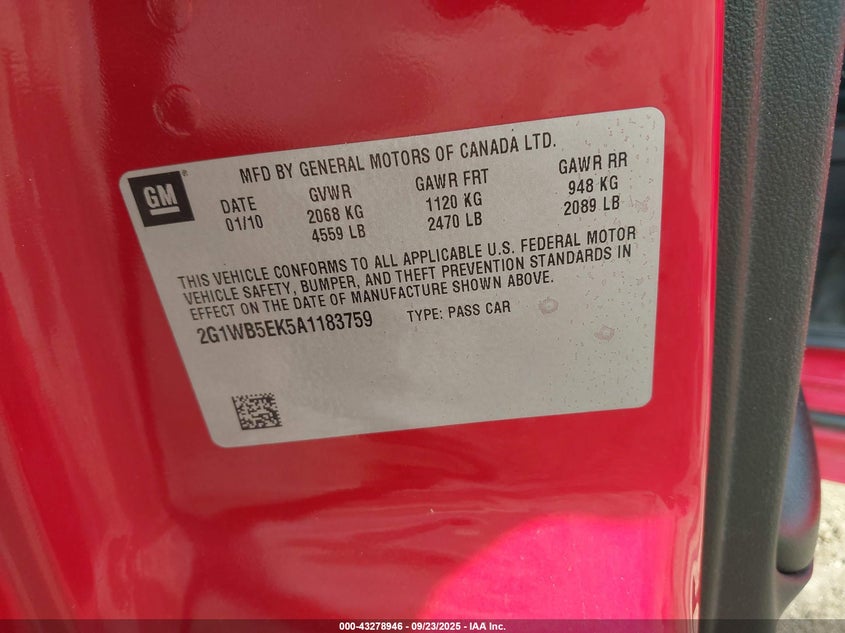 MFD BY GENERAL MOTORS OF CANADA LTD.
GM ®
DATE GVWR GAWR FRT GAWR RR
01/10 2068 KG 1120 KG 948 KG
4559 LB 2470 LB 2089 LB
THIS VEHICLE CONFORMS TO ALL APPLICABLE U.S. FEDERAL MOTOR
VEHICLE SAFETY, BUMPER, AND THEFT PREVENTION STANDARDS IN
EFFECT ON THE DATE OF MANUFACTURE SHOWN ABOVE.
2G1WB5EK5A1183759 TYPE: PASS CAR
000-43278946 - 09/23/2025 - IAA Inc.